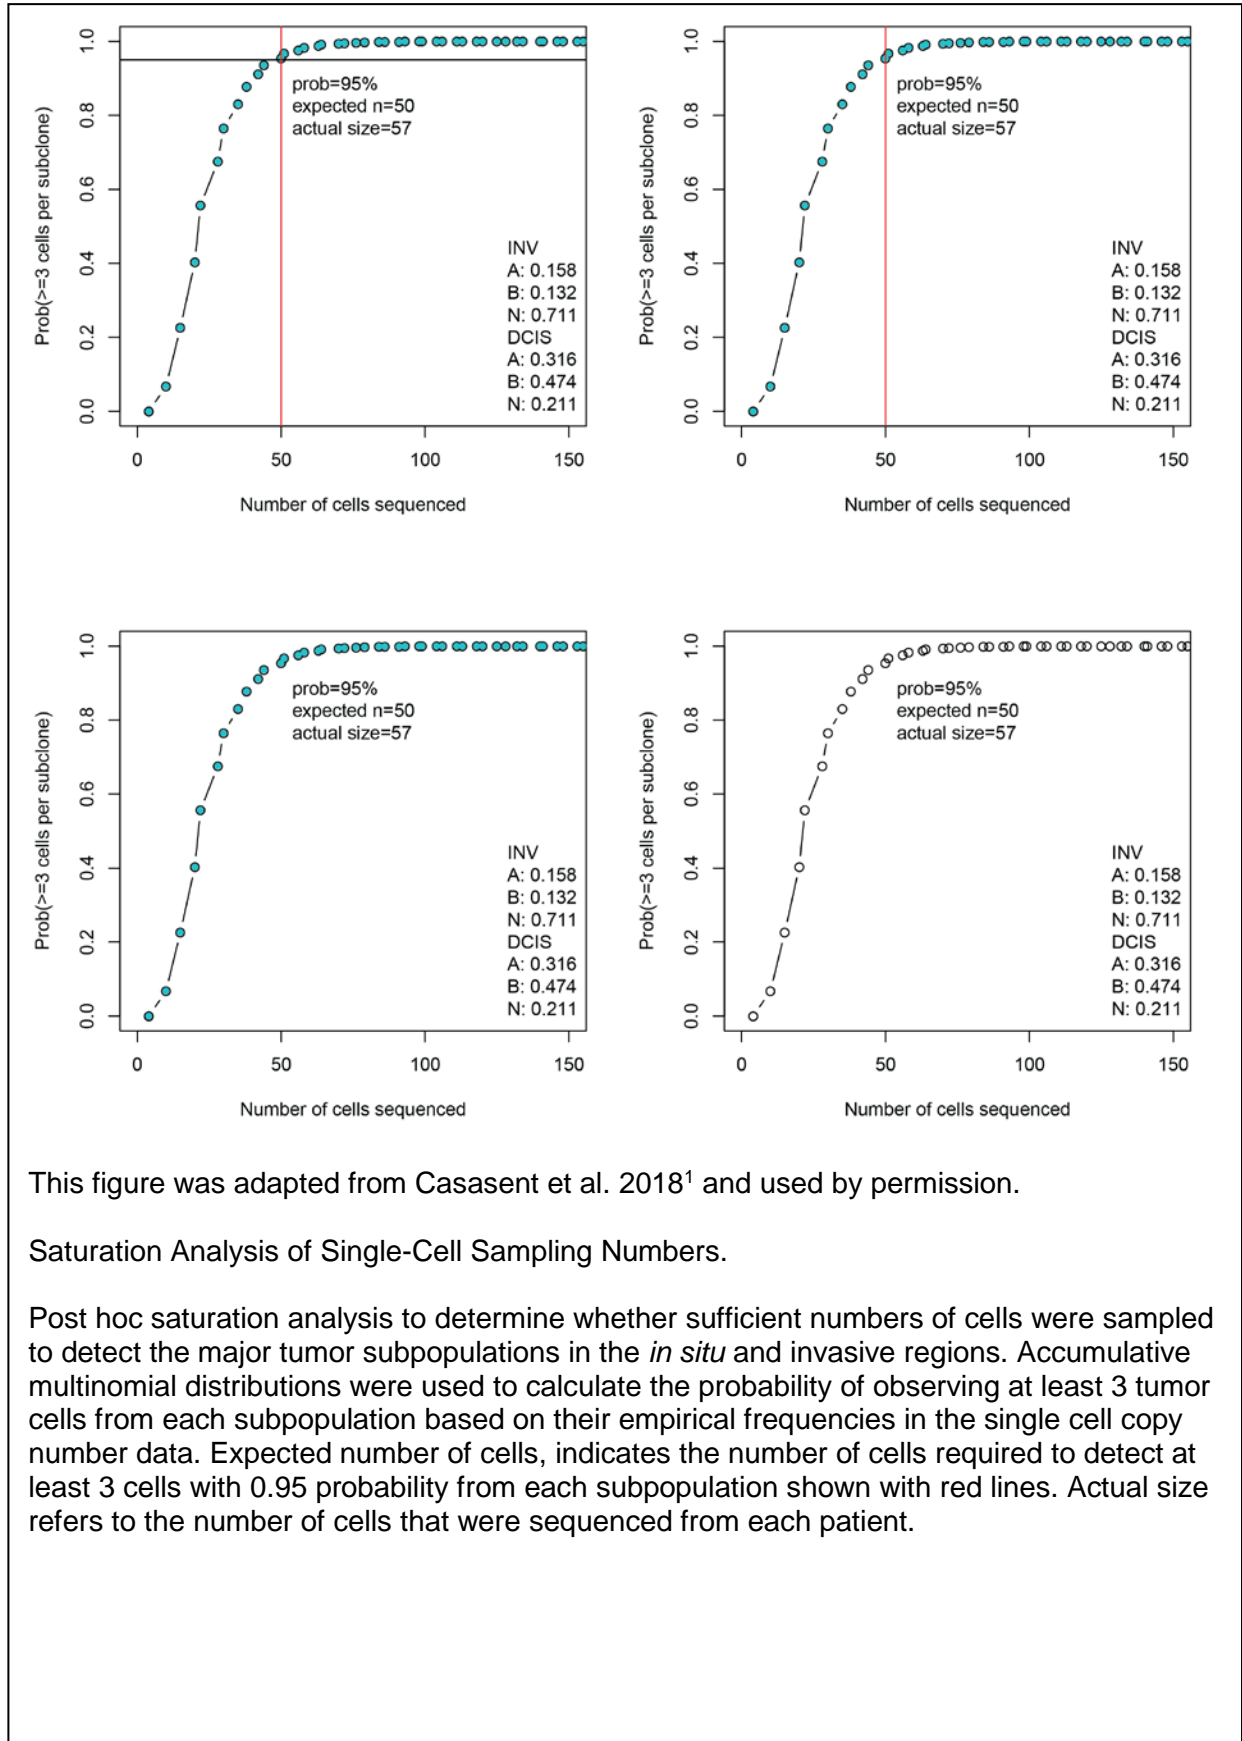 1.0
0.8
0.6
0.4
0.2
0.0
Prob(>=3 cells per subclone)
prob=95%
expected n=50
actual size=57
INV
A: 0.158
B: 0.132
N: 0.711
DCIS
A: 0.316
B: 0.474
N: 0.211
0 50 100 150
Number of cells sequenced
1.0
0.8
0.6
0.4
0.2
0.0
Prob(>=3 cells per subclone)
prob=95%
expected n=50
actual size=57
INV
A: 0.158
B: 0.132
N: 0.711
DCIS
A: 0.316
B: 0.474
N: 0.211
0 50 100 150
Number of cells sequenced
1.0
0.8
0.6
0.4
0.2
0.0
Prob(>=3 cells per subclone)
prob=95%
expected n=50
actual size=57
INV
A: 0.158
B: 0.132
N: 0.711
DCIS
A: 0.316
B: 0.474
N: 0.211
0 50 100 150
Number of cells sequenced
1.0
0.8
0.6
0.4
0.2
0.0
Prob(>=3 cells per subclone)
prob=95%
expected n=50
actual size=57
INV
A: 0.158
B: 0.132
N: 0.711
DCIS
A: 0.316
B: 0.474
N: 0.211
0 50 100 150
Number of cells sequenced
This figure was adapted from Casasent et al. 2018¹ and used by permission.
Saturation Analysis of Single-Cell Sampling Numbers.
Post hoc saturation analysis to determine whether sufficient numbers of cells were sampled
to detect the major tumor subpopulations in the in situ and invasive regions. Accumulative
multinomial distributions were used to calculate the probability of observing at least 3 tumor
cells from each subpopulation based on their empirical frequencies in the single cell copy
number data. Expected number of cells, indicates the number of cells required to detect at
least 3 cells with 0.95 probability from each subpopulation shown with red lines. Actual size
refers to the number of cells that were sequenced from each patient.